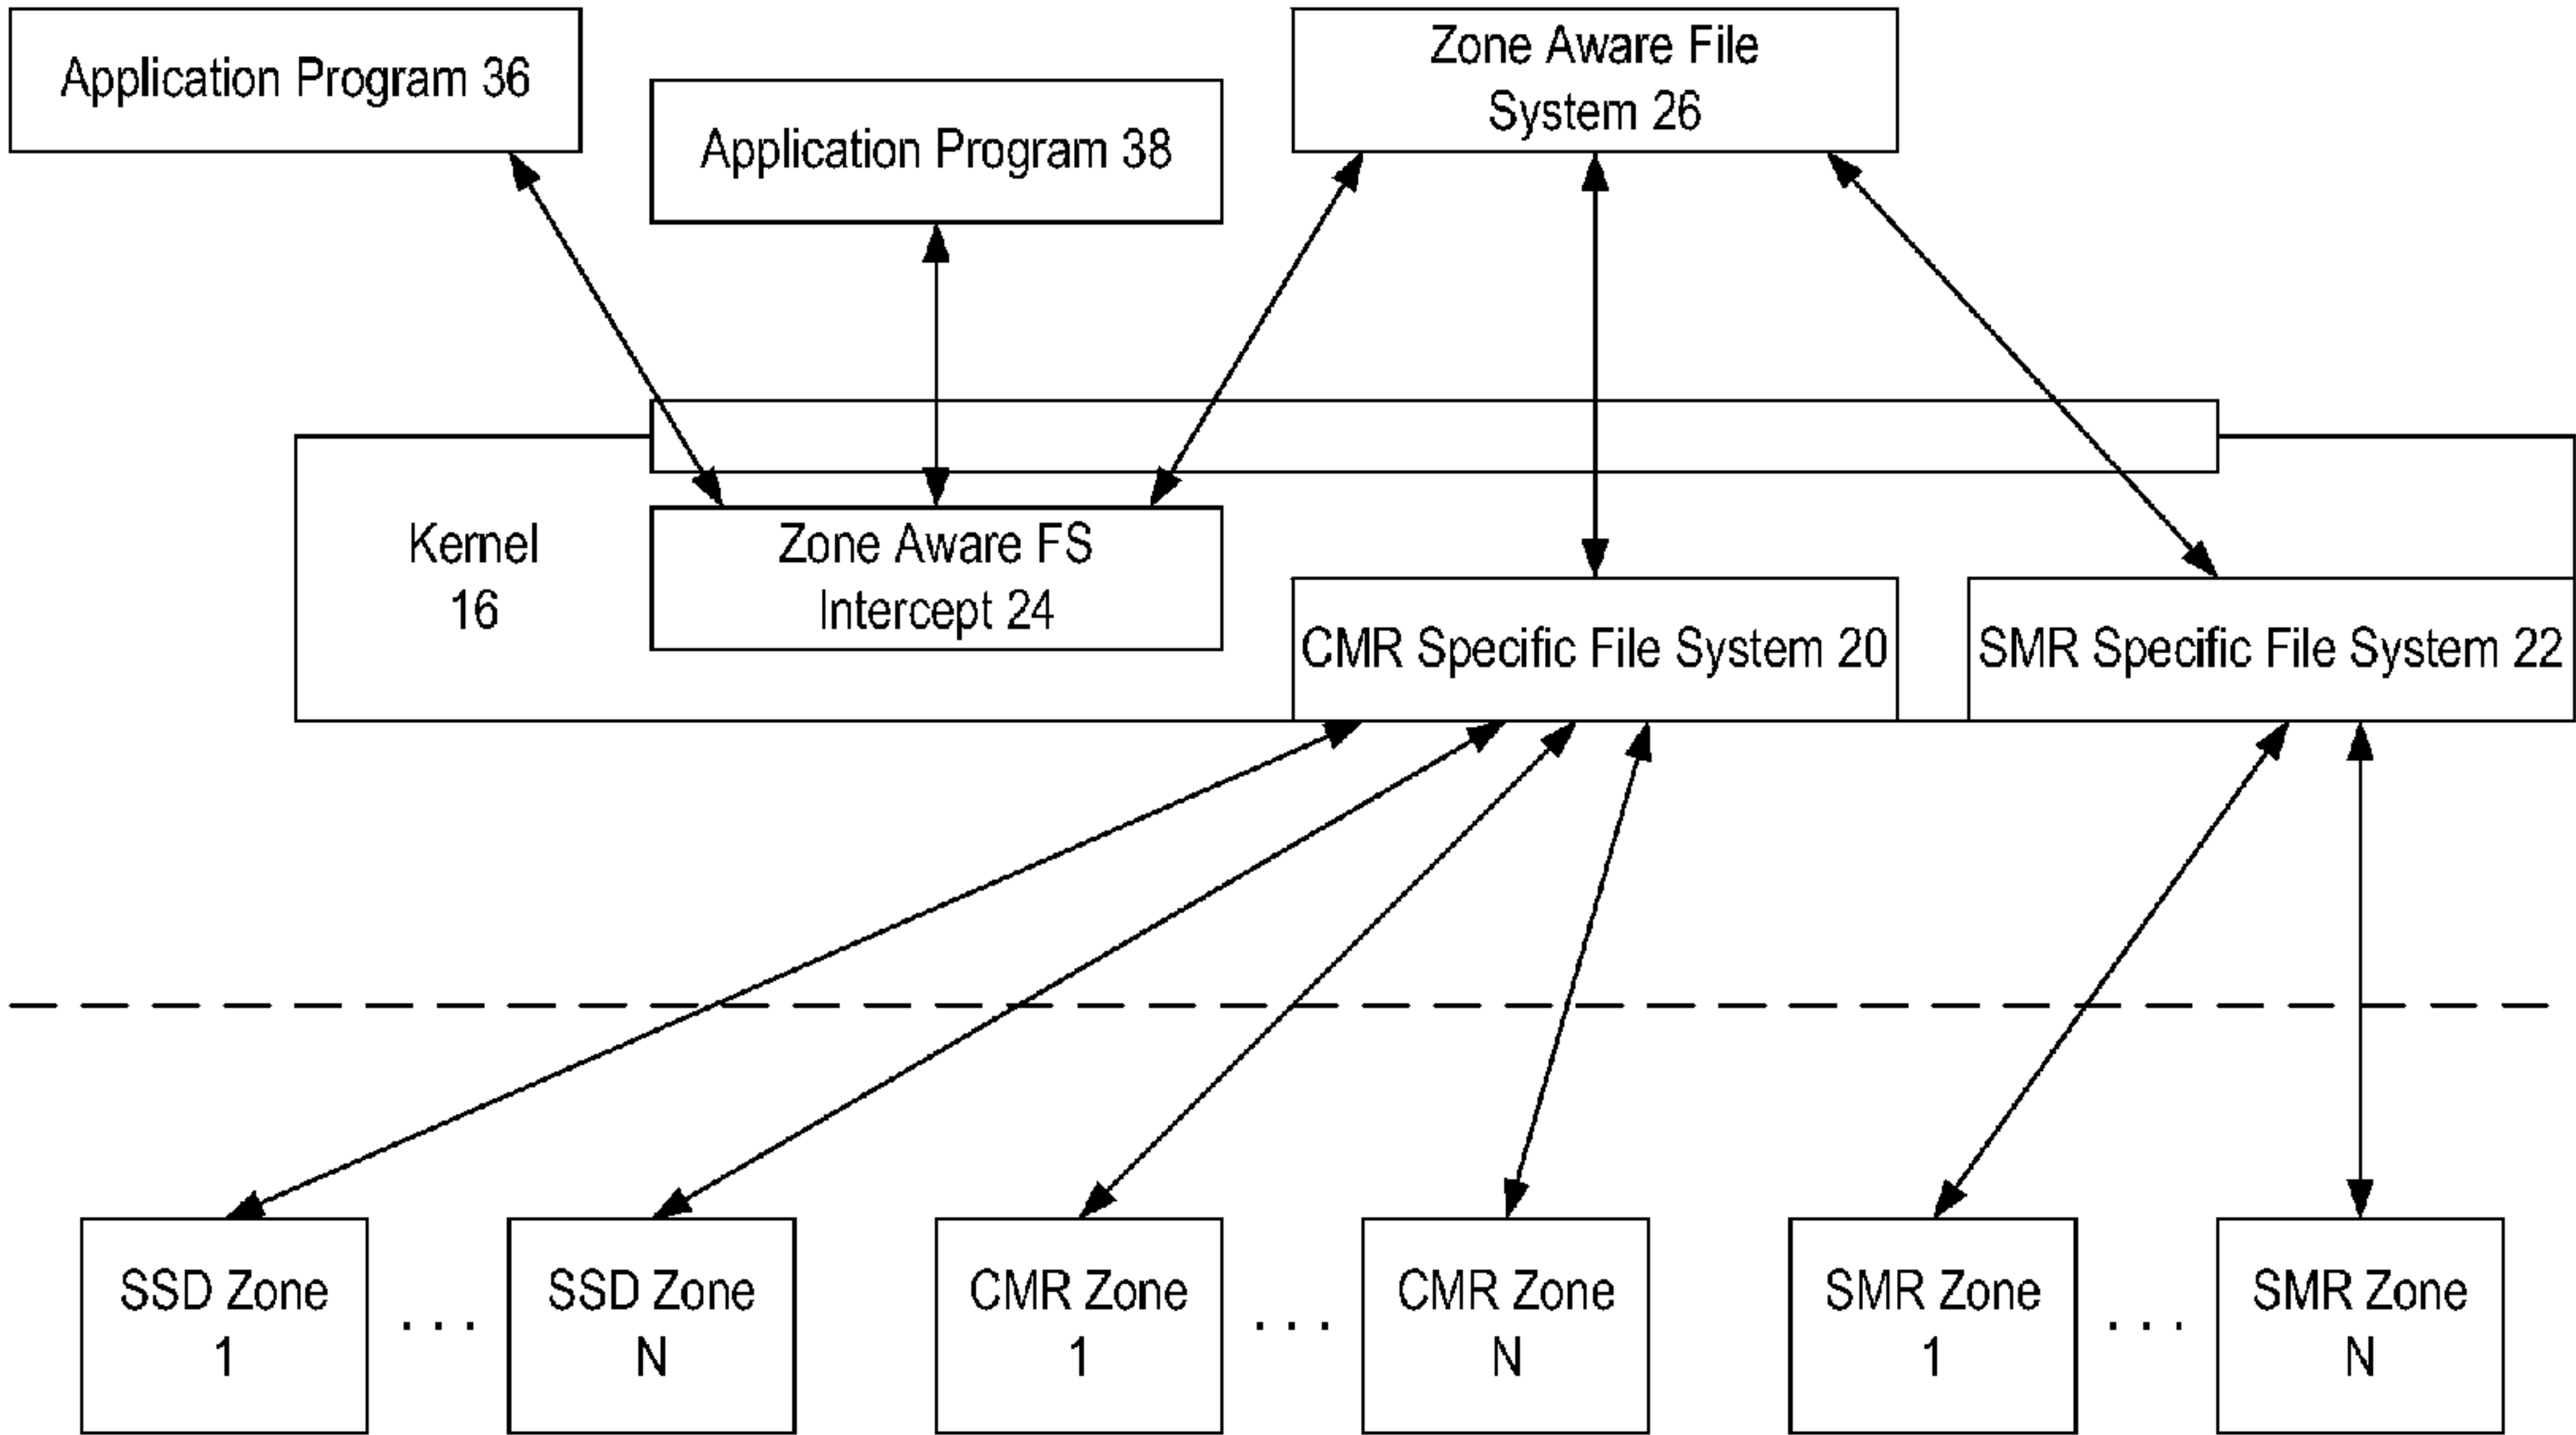 Application Program 36
Application Program 38
Zone Aware File
System 26
Kernel
16
Zone Aware FS
Intercept 24
CMR Specific File System 20
SMR Specific File System 22
SSD Zone
1
. . .
SSD Zone
N
CMR Zone
1
. . .
CMR Zone
N
SMR Zone
1
. . .
SMR Zone
N